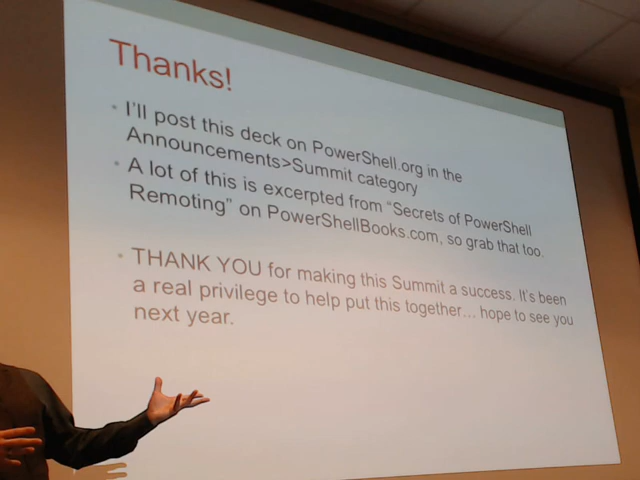 Thanks!
• I'll post this deck on PowerShell.org in the
Announcements>Summit category
• A lot of this is excerpted from “Secrets of PowerShell
Remoting” on PowerShellBooks.com, so grab that too.
• THANK YOU for making this Summit a success. It's been
a real privilege to help put this together… hope to see you
next year.